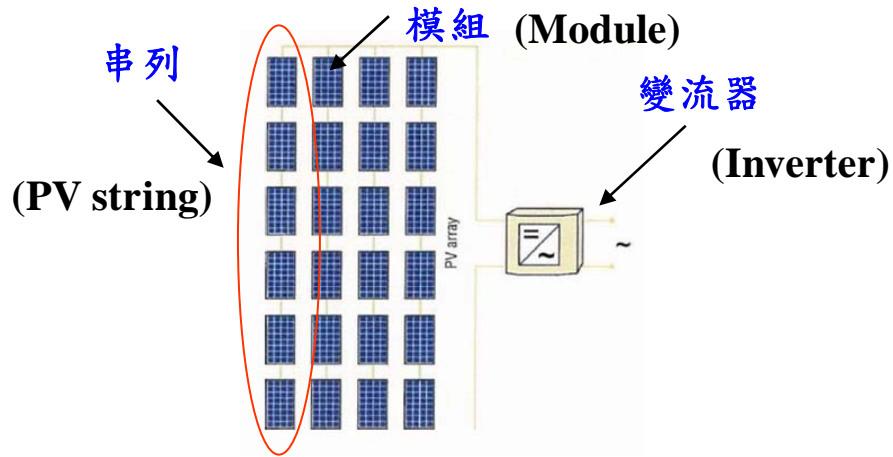 模組 (Module)
串列
(PV string)
變流器
(Inverter)
PV array
=
~
~